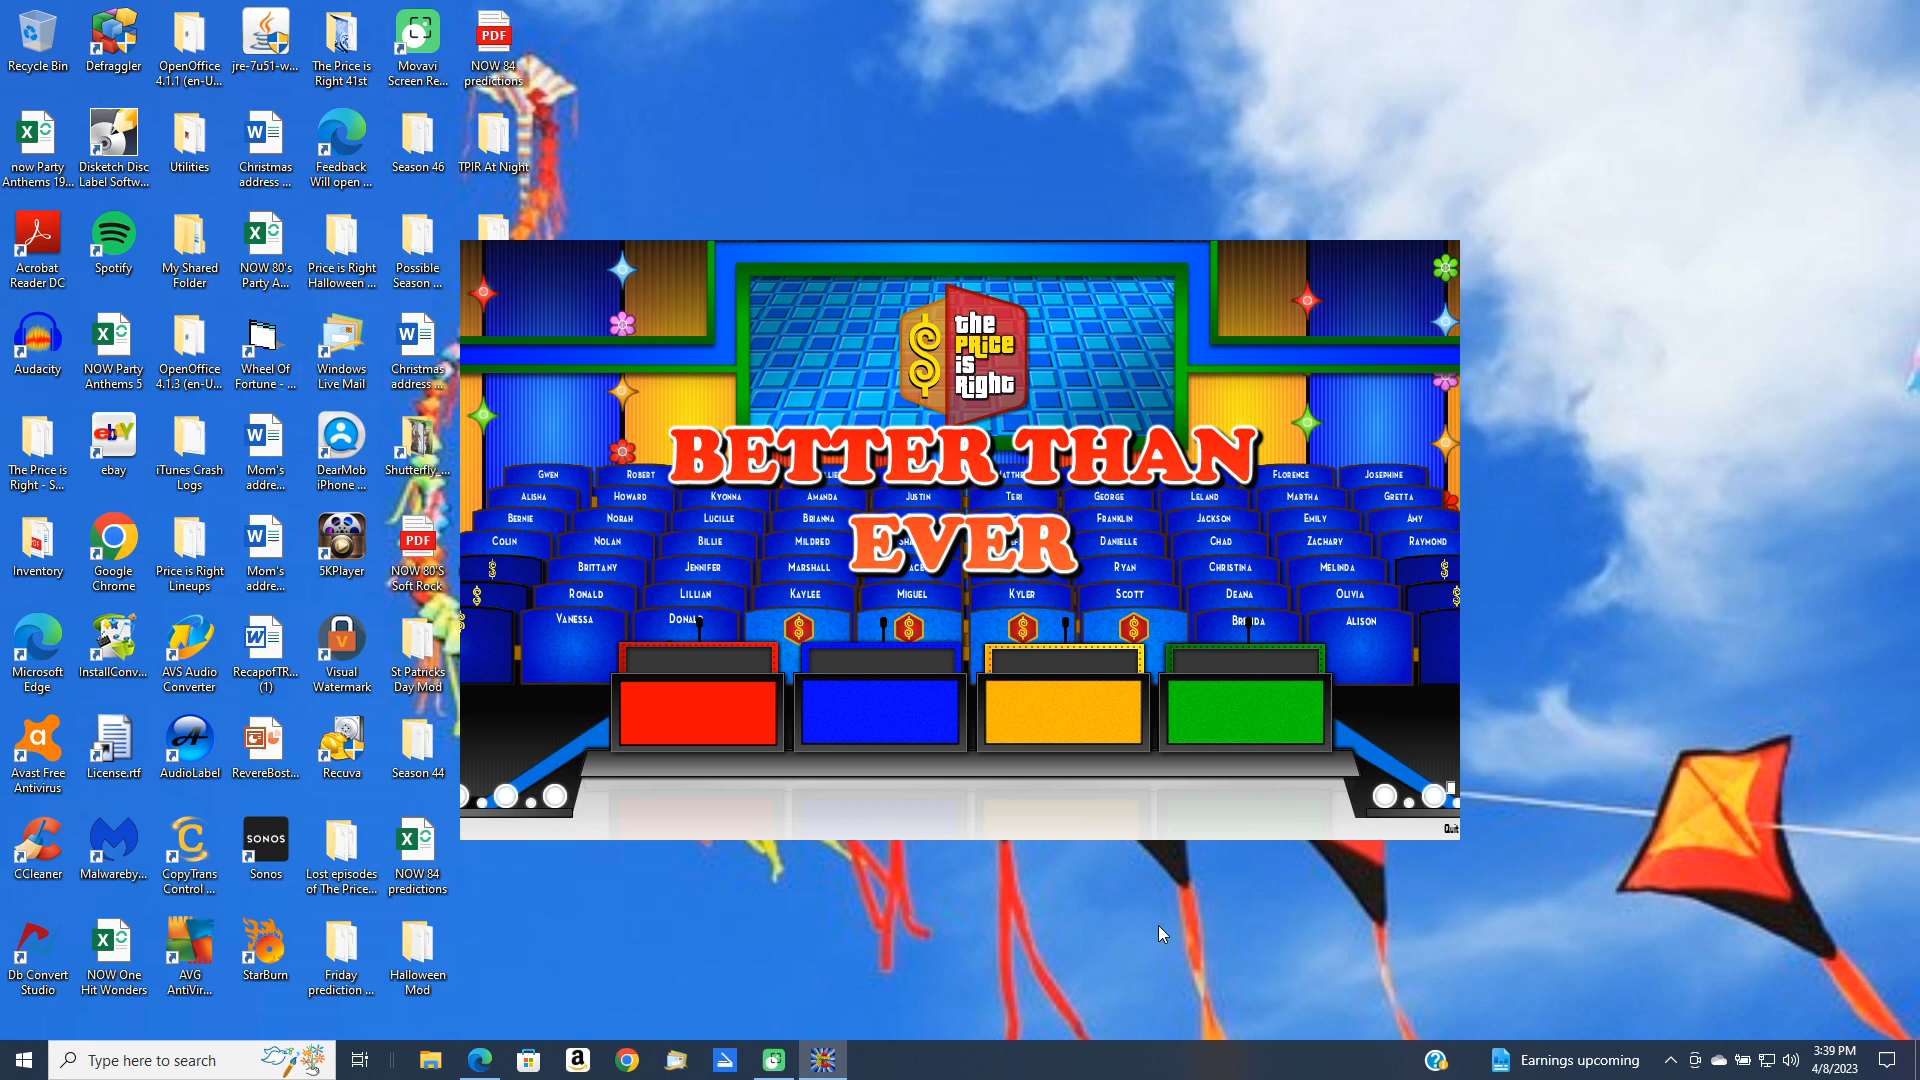 Recycle Bin
Defraggler
OpenOffice
4.1.1 (en-U...
jre-7u51-w...
The Price is
Right 41st
Movavi
Screen Re...
PDF
NOW 84
predictions
now Party
Anthems 19...
Disketch Disc
Label Softw...
Utilities
Christmas
address ...
Feedback
Will open ...
Season 46
TPIR At Night
Acrobat
Reader DC
Spotify
My Shared
Folder
NOW 80's
Party A...
Price is Right
Halloween ...
Possible
Season ...
Audacity
NOW Party
Anthems 5
OpenOffice
4.1.3 (en-U...
Wheel Of
Fortune - ...
Windows
Live Mail
Christmas
address ...
The Price is
Right - S...
ebay
iTunes Crash
Logs
Mom's
addre...
DearMob
iPhone ...
Shutterfly_...
Inventory
Google
Chrome
Price is Right
Lineups
Mom's
addre...
5KPlayer
PDF
NOW 80'S
Soft Rock
Microsoft
Edge
InstallConv...
AVS Audio
Converter
RecapofTR...
(1)
Visual
Watermark
St Patricks
Day Mod
Avast Free
Antivirus
License.rtf
AudioLabel
RevereBost...
Recuva
Season 44
CCleaner
Malwareby...
CopyTrans
Control ...
SONOS
Sonos
Lost episodes
of The Price...
NOW 84
predictions
Db Convert
Studio
NOW One
Hit Wonders
AVG
AntiVir...
StarBurn
Friday
prediction ...
Halloween
Mod
the
PRICE
is
Right
BETTER THAN
EVER
GWEN ROBERT FLORENCE JOSEPHINE
ALISHA HOWARD KYONNA AMANDA JUSTIN TERI GEORGE LELAND MARTHA GRETTA
BERNIE NORAH LUCILLE BRIANNA FRANKLIN JACKSON EMILY AMY
COLIN NOLAN BILLIE MILDRED DANIELLE CHAD ZACHARY RAYMOND
BRITTANY JENNIFER MARSHALL RYAN CHRISTINA MELINDA
RONALD LILLIAN KAYLEE MIGUEL KYLER SCOTT DEANA OLIVIA
VANESSA ALISON
Quit
Type here to search
Earnings upcoming
3:39 PM
4/8/2023